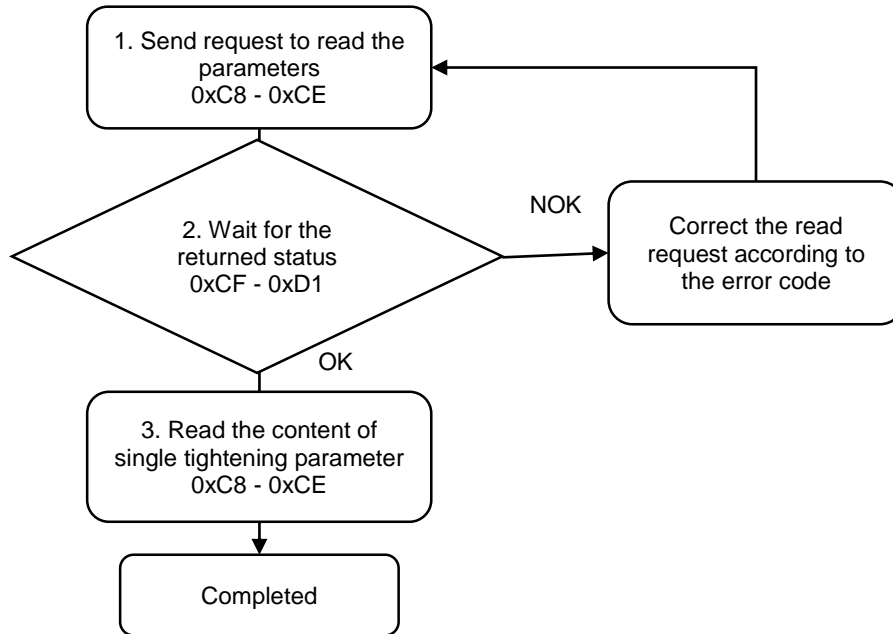 1. Send request to read the
parameters
0xC8 - 0xCE
NOK
2. Wait for the
returned status
0xCF - 0xD1
Correct the read
request according to
the error code
OK
3. Read the content of
single tightening parameter
0xC8 - 0xCE
Completed